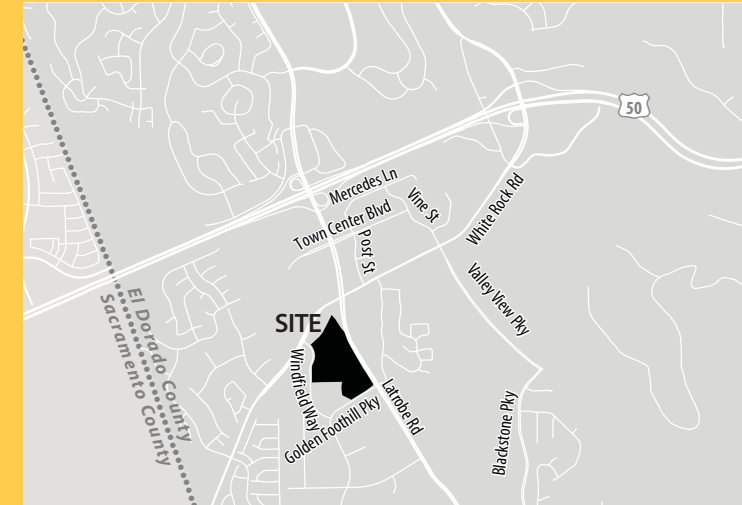 50
Mercedes Ln
Vine St
Town Center Blvd
Post St
White Rock Rd
Valley View Pky
El Dorado County
Sacramento County
SITE
Windfield Way
Latrobe Rd
Golden Foothill Pky
Blackstone Pky